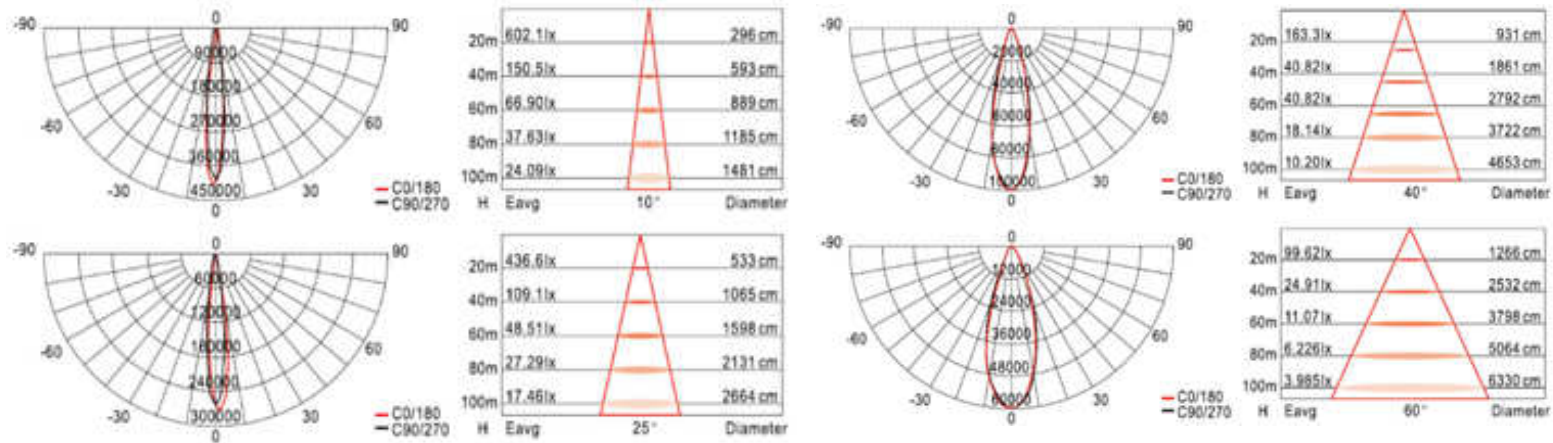 0
-90 90
90000
180000
270000
-60 60
360000
-30 450000 30
0
C0/180
C90/270
20m 602.1lx 296 cm
40m 150.5lx 593 cm
60m 66.90lx 889 cm
80m 37.63lx 1185 cm
100m 24.09lx 1481 cm
H Eavg 10° Diameter
0
-90 90
20000
40000
60000
-60 60
80000
-30 100000 30
0
C0/180
C90/270
20m 163.3lx 931 cm
40m 40.82lx 1861 cm
60m 40.82lx 2792 cm
80m 18.14lx 3722 cm
100m 10.20lx 4653 cm
H Eavg 40° Diameter
0
-90 90
60000
120000
180000
-60 60
240000
-30 300000 30
0
C0/180
C90/270
20m 436.6lx 533 cm
40m 109.1lx 1065 cm
60m 48.51lx 1598 cm
80m 27.29lx 2131 cm
100m 17.46lx 2664 cm
H Eavg 25° Diameter
0
-90 90
12000
24000
36000
-60 60
48000
-30 60000 30
0
C0/180
C90/270
20m 99.62lx 1266 cm
40m 24.91lx 2532 cm
60m 11.07lx 3798 cm
80m 6.226lx 5064 cm
100m 3.985lx 6330 cm
H Eavg 60° Diameter